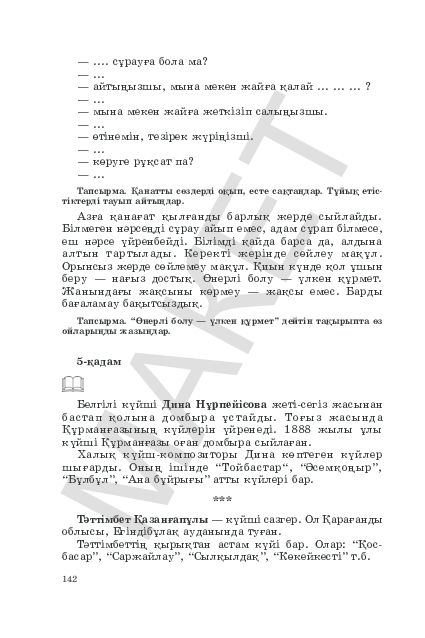 — .... сұрауға бола ма?
— ...
— айтыңызшы, мына мекен жайға қалай ... ... ... ?
— ...
— мына мекен жайға жеткізіп салыңызшы.
— ...
— өтінемін, тезірек жүріңізші.
— ...
— көруге рұқсат па?
— ...
Тапсырма. Қанатты сөздерді оқып, есте сақтаңдар. Тұйық етіс-
тіктерді тауып айтыңдар.
Азға қанағат қылғанды барлық жерде сыйлайды.
Білмеген нәрсеңді сұрау айып емес, адам сұрап білмесе,
еш нәрсе үйренбейді. Білімді қайда барса да, алдына
алтын тартылады. Керекті жерінде сөйлеу мақұл.
Орынсыз жерде сөйлемеу мақұл. Қиын күнде қол ұшын
беру — нағыз достық. Өнерлі болу — үлкен құрмет.
Жанындағы жақсыны көрмеу — жақсы емес. Барды
бағаламау бақытсыздық.
Тапсырма. “Өнерлі болу — үлкен құрмет” дейтін тақырыпта өз
ойларыңды жазыңдар.
5-қадам
Белгілі күйші Дина Нұрпейісова жеті-сегіз жасынан
бастап қолына домбыра ұстайды. Тоғыз жасында
Құрманғазының күйлерін үйренеді. 1888 жылы ұлы
күйші Құрманғазы оған домбыра сыйлаған.
Халық күйш-композиторы Дина көптеген күйлер
шығарды. Оның ішінде “Тойбастар“, “Әсемқоңыр”,
“Бұлбұл”, “Ана бұйрығы” атты күйлері бар.
***
Тәттімбет Қазанғапұлы — күйші сазгер. Ол Қарағанды
облысы, Егіндібұлақ ауданында туған.
Тәттімбеттің қырықтан астам күйі бар. Олар: “Қос-
басар”, “Саржайлау”, “Сылқылдақ”, “Көкейкесті” т.б.
142
МАКЕТ